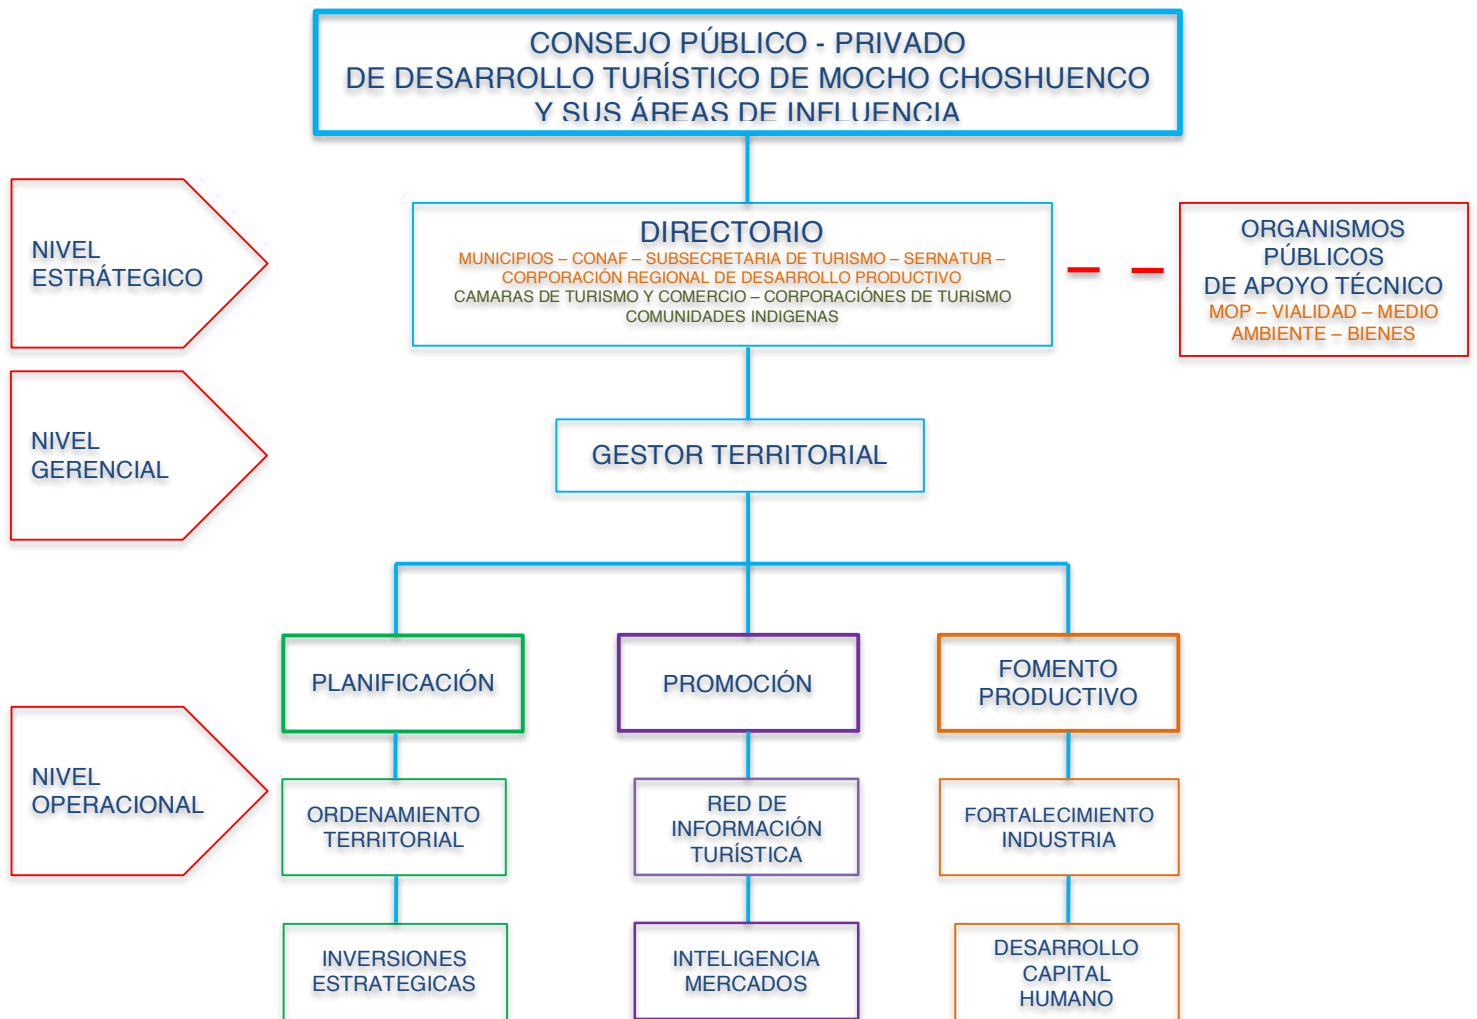 CONSEJO PÚBLICO - PRIVADO
DE DESARROLLO TURÍSTICO DE MOCHO CHOSHUENCO
Y SUS ÁREAS DE INFLUENCIA
NIVEL
ESTRÁTEGICO
DIRECTORIO
MUNICIPIOS – CONAF – SUBSECRETARIA DE TURISMO – SERNATUR –
CORPORACIÓN REGIONAL DE DESARROLLO PRODUCTIVO
CAMARAS DE TURISMO Y COMERCIO – CORPORACIÓNES DE TURISMO
COMUNIDADES INDIGENAS
ORGANISMOS
PÚBLICOS
DE APOYO TÉCNICO
MOP – VIALIDAD – MEDIO
AMBIENTE – BIENES
NIVEL
GERENCIAL
GESTOR TERRITORIAL
PLANIFICACIÓN
PROMOCIÓN
FOMENTO
PRODUCTIVO
NIVEL
OPERACIONAL
ORDENAMIENTO
TERRITORIAL
RED DE
INFORMACIÓN
TURÍSTICA
FORTALECIMIENTO
INDUSTRIA
INVERSIONES
ESTRATEGICAS
INTELIGENCIA
MERCADOS
DESARROLLO
CAPITAL
HUMANO